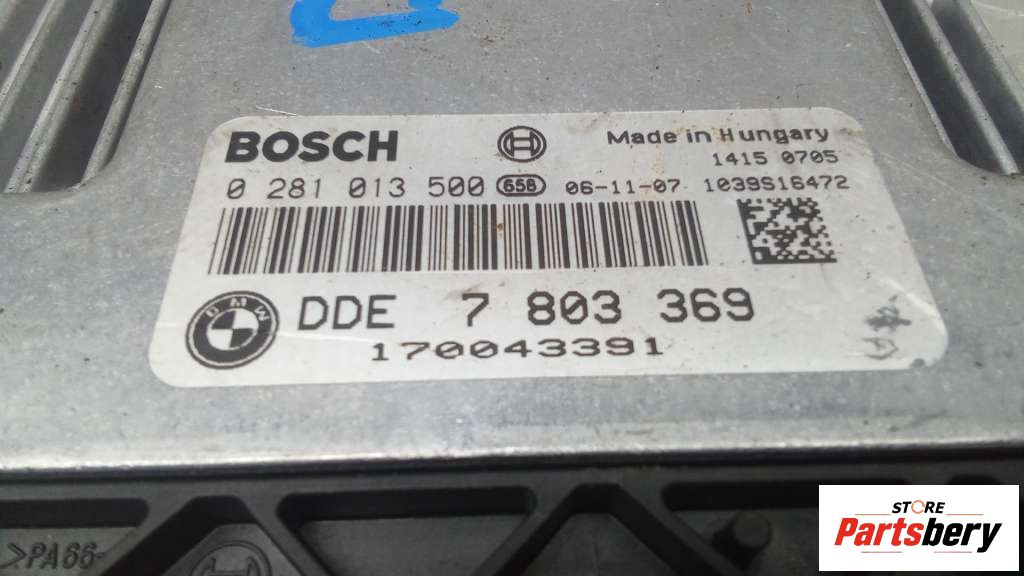 BOSCH
Made in Hungary
1415 0705
0 281 013 500 658 06-11-07 1039S16472
BMW
DDE 7 803 369
170043391
>PA66-
STORE
Partsbery